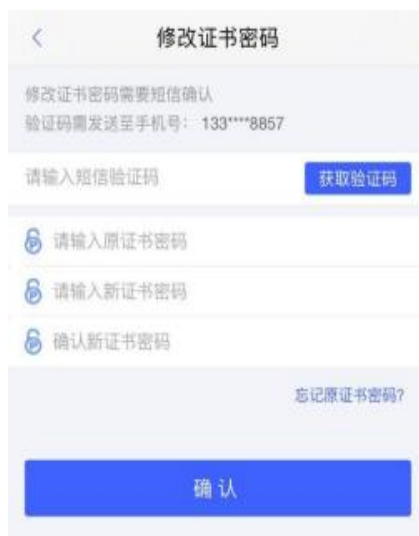 修改证书密码
修改证书密码需要短信确认
验证码需发送至手机号： 133****8857
请输入短信验证码 获取验证码
请输入原证书密码
请输入新证书密码
确认新证书密码
忘记原证书密码?
确认